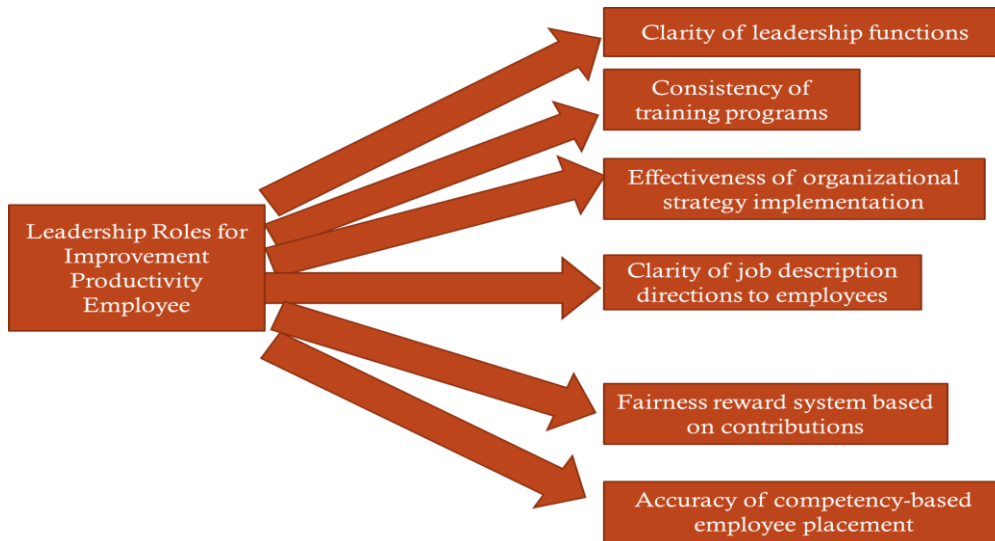 Clarity of leadership functions
Consistency of
training programs
Effectiveness of organizational
strategy implementation
Leadership Roles for
Improvement
Productivity
Employee
Clarity of job description
directions to employees
Fairness reward system based
on contributions
Accuracy of competency-based
employee placement